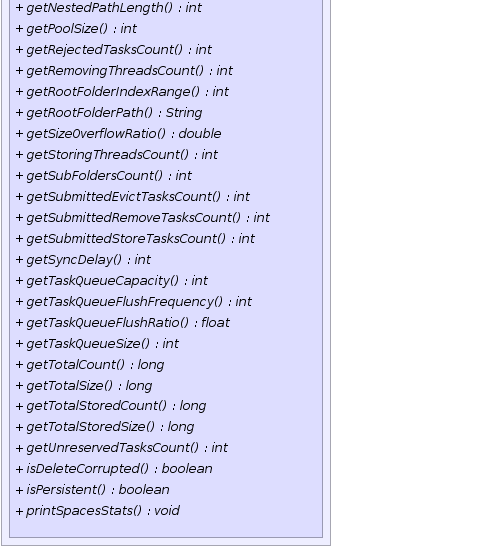 + getNestedPathLength() : int
+ getPoolSize() : int
+ getRejectedTasksCount() : int
+ getRemovingThreadsCount() : int
+ getRootFolderIndexRange() : int
+ getRootFolderPath() : String
+ getSizeOverflowRatio() : double
+ getStoringThreadsCount() : int
+ getSubFoldersCount() : int
+ getSubmittedEvictTasksCount() : int
+ getSubmittedRemoveTasksCount() : int
+ getSubmittedStoreTasksCount() : int
+ getSyncDelay() : int
+ getTaskQueueCapacity() : int
+ getTaskQueueFlushFrequency() : int
+ getTaskQueueFlushRatio() : float
+ getTaskQueueSize() : int
+ getTotalCount() : long
+ getTotalSize() : long
+ getTotalStoredCount() : long
+ getTotalStoredSize() : long
+ getUnreservedTasksCount() : int
+ isDeleteCorrupted() : boolean
+ isPersistent() : boolean
+ printSpacesStats() : void